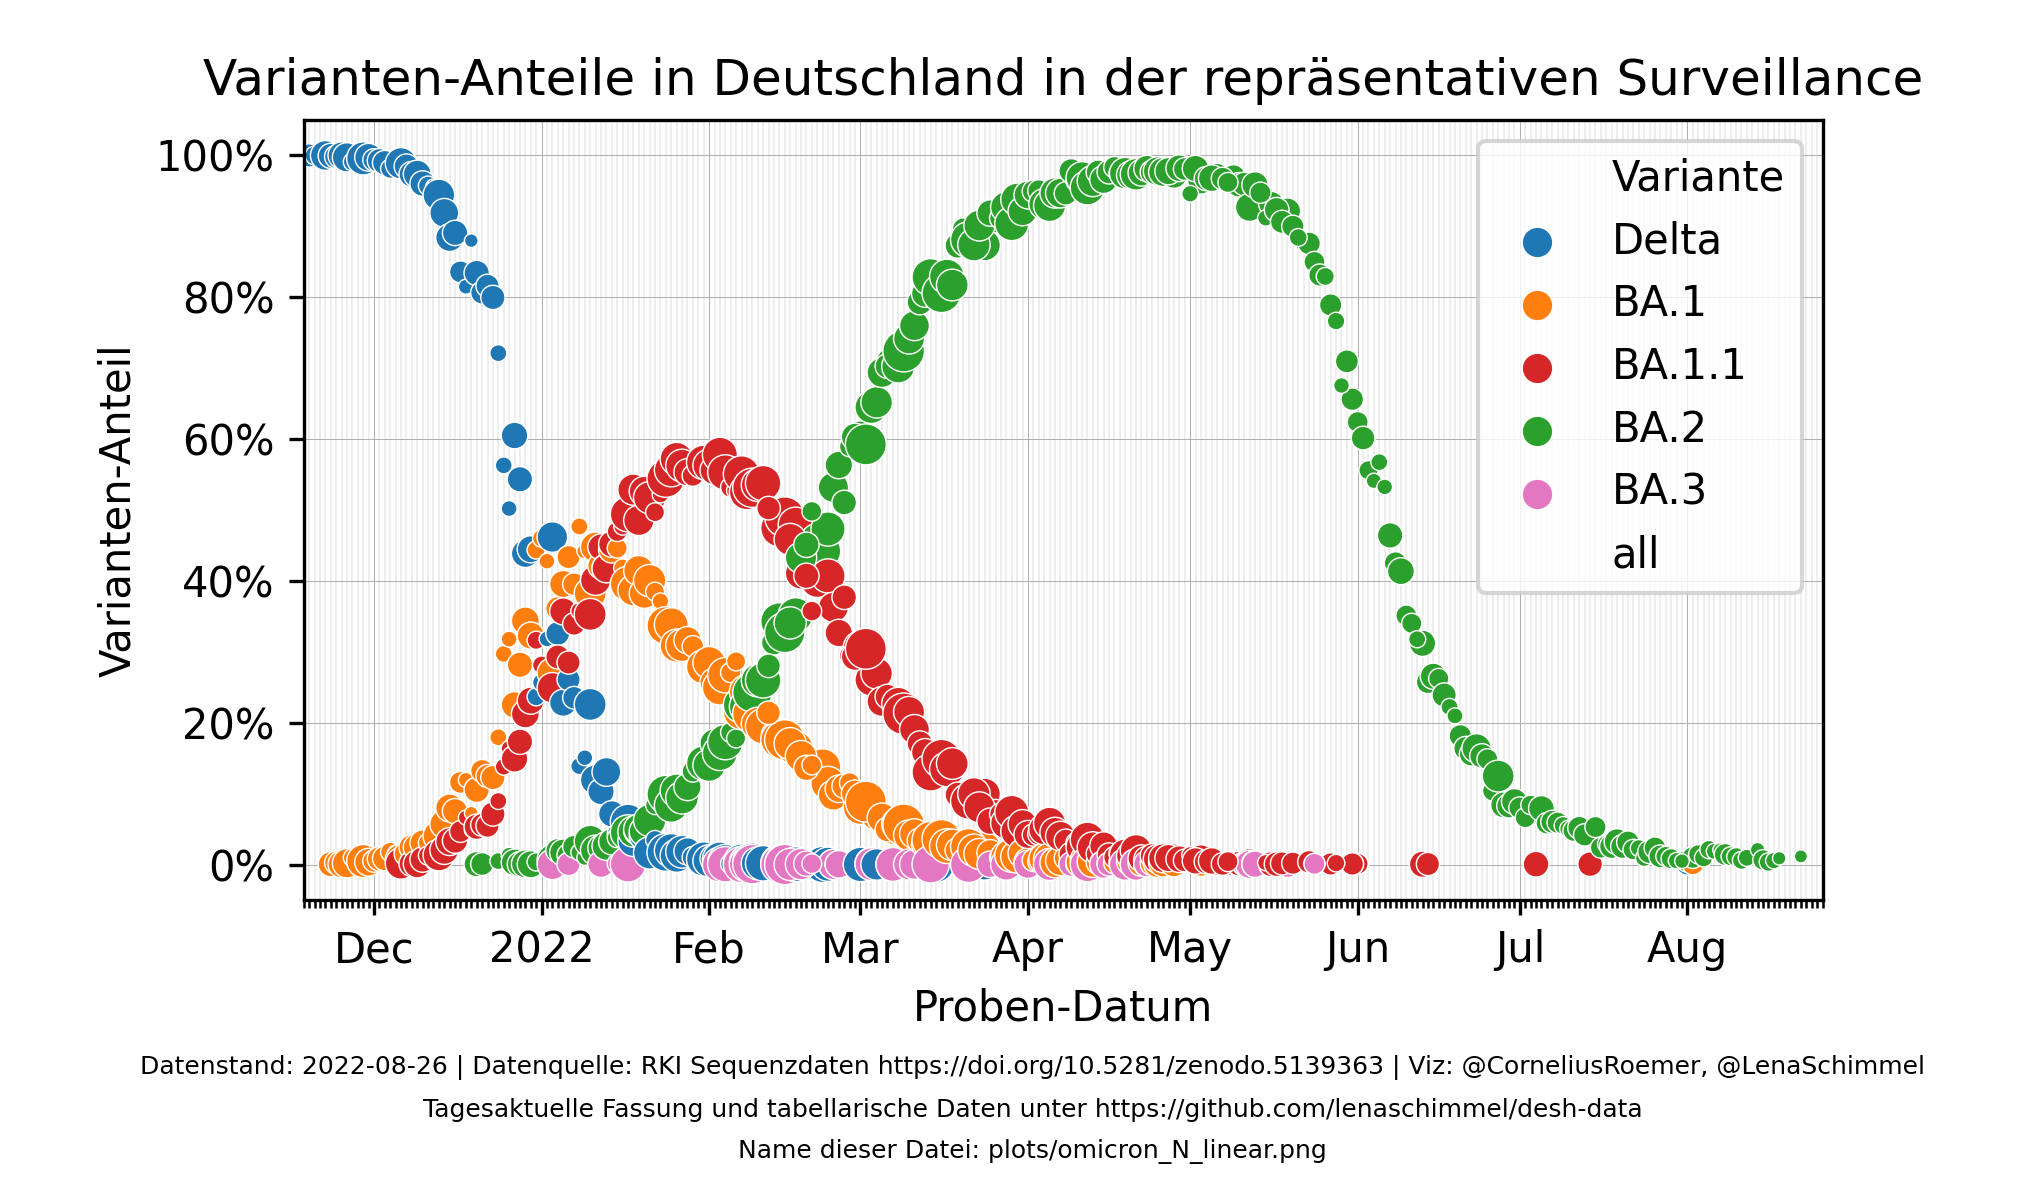 Varianten-Anteile in Deutschland in der repräsentativen Surveillance
Varianten-Anteil
100%
80%
60%
40%
20%
0%
Variante
Delta
BA.1
BA.1.1
BA.2
BA.3
all
Dec 2022 Feb Mar Apr May Jun Jul Aug
Proben-Datum
Datenstand: 2022-08-26 | Datenquelle: RKI Sequenzdaten https://doi.org/10.5281/zenodo.5139363 | Viz: @CorneliusRoemer, @LenaSchimmel
Tagesaktuelle Fassung und tabellarische Daten unter https://github.com/lenaschimmel/desh-data
Name dieser Datei: plots/omicron_N_linear.png